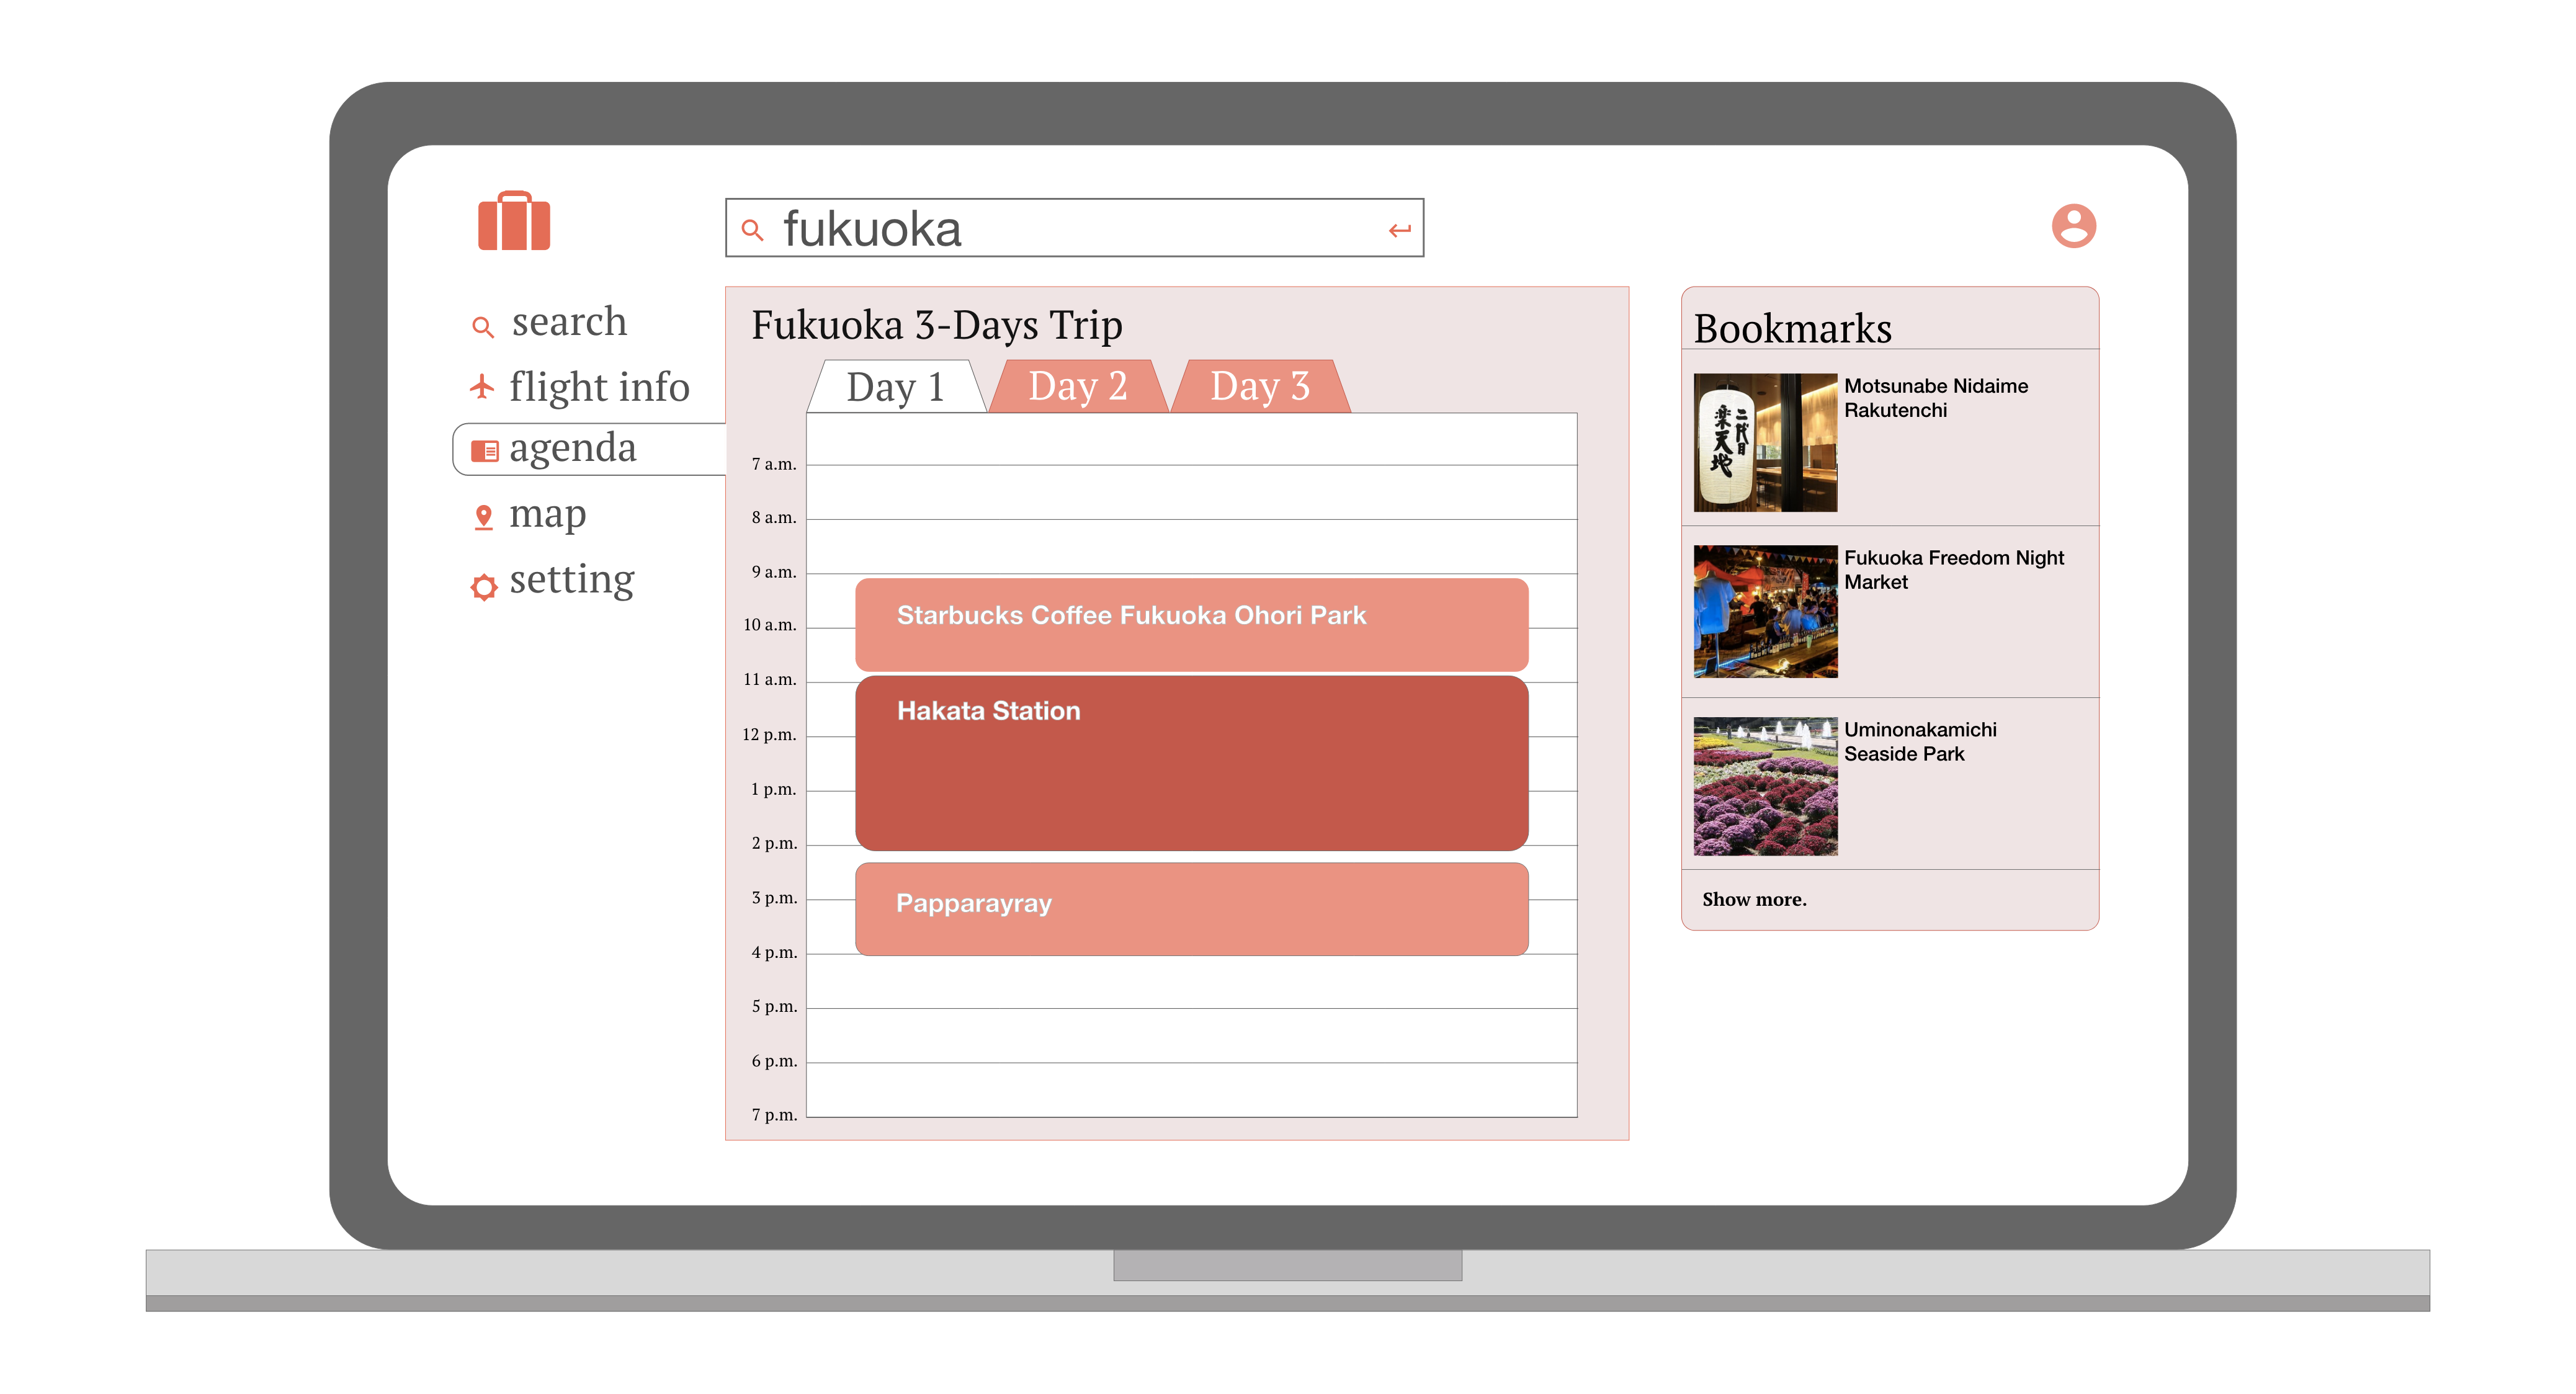 fukuoka
search
flight info
agenda
map
setting
Fukuoka 3-Days Trip
Day 1
Day 2
Day 3
7 a.m.
8 a.m.
9 a.m.
10 a.m.
11 a.m.
12 p.m.
1 p.m.
2 p.m.
3 p.m.
4 p.m.
5 p.m.
6 p.m.
7 p.m.
Starbucks Coffee Fukuoka Ohori Park
Hakata Station
Papparayray
Bookmarks
二代目
楽天地
Motsunabe Nidaime
Rakutenchi
Fukuoka Freedom Night
Market
Uminonakamichi
Seaside Park
Show more.